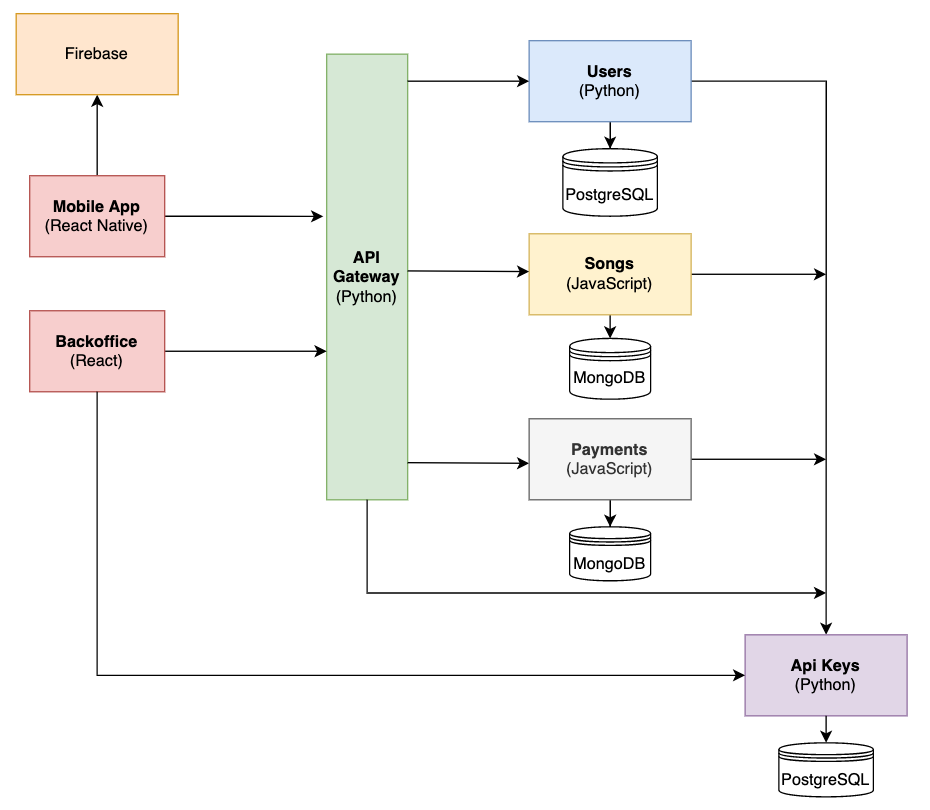 Firebase
Mobile App
(React Native)
Backoffice
(React)
API
Gateway
(Python)
Users
(Python)
PostgreSQL
Songs
(JavaScript)
MongoDB
Payments
(JavaScript)
MongoDB
Api Keys
(Python)
PostgreSQL